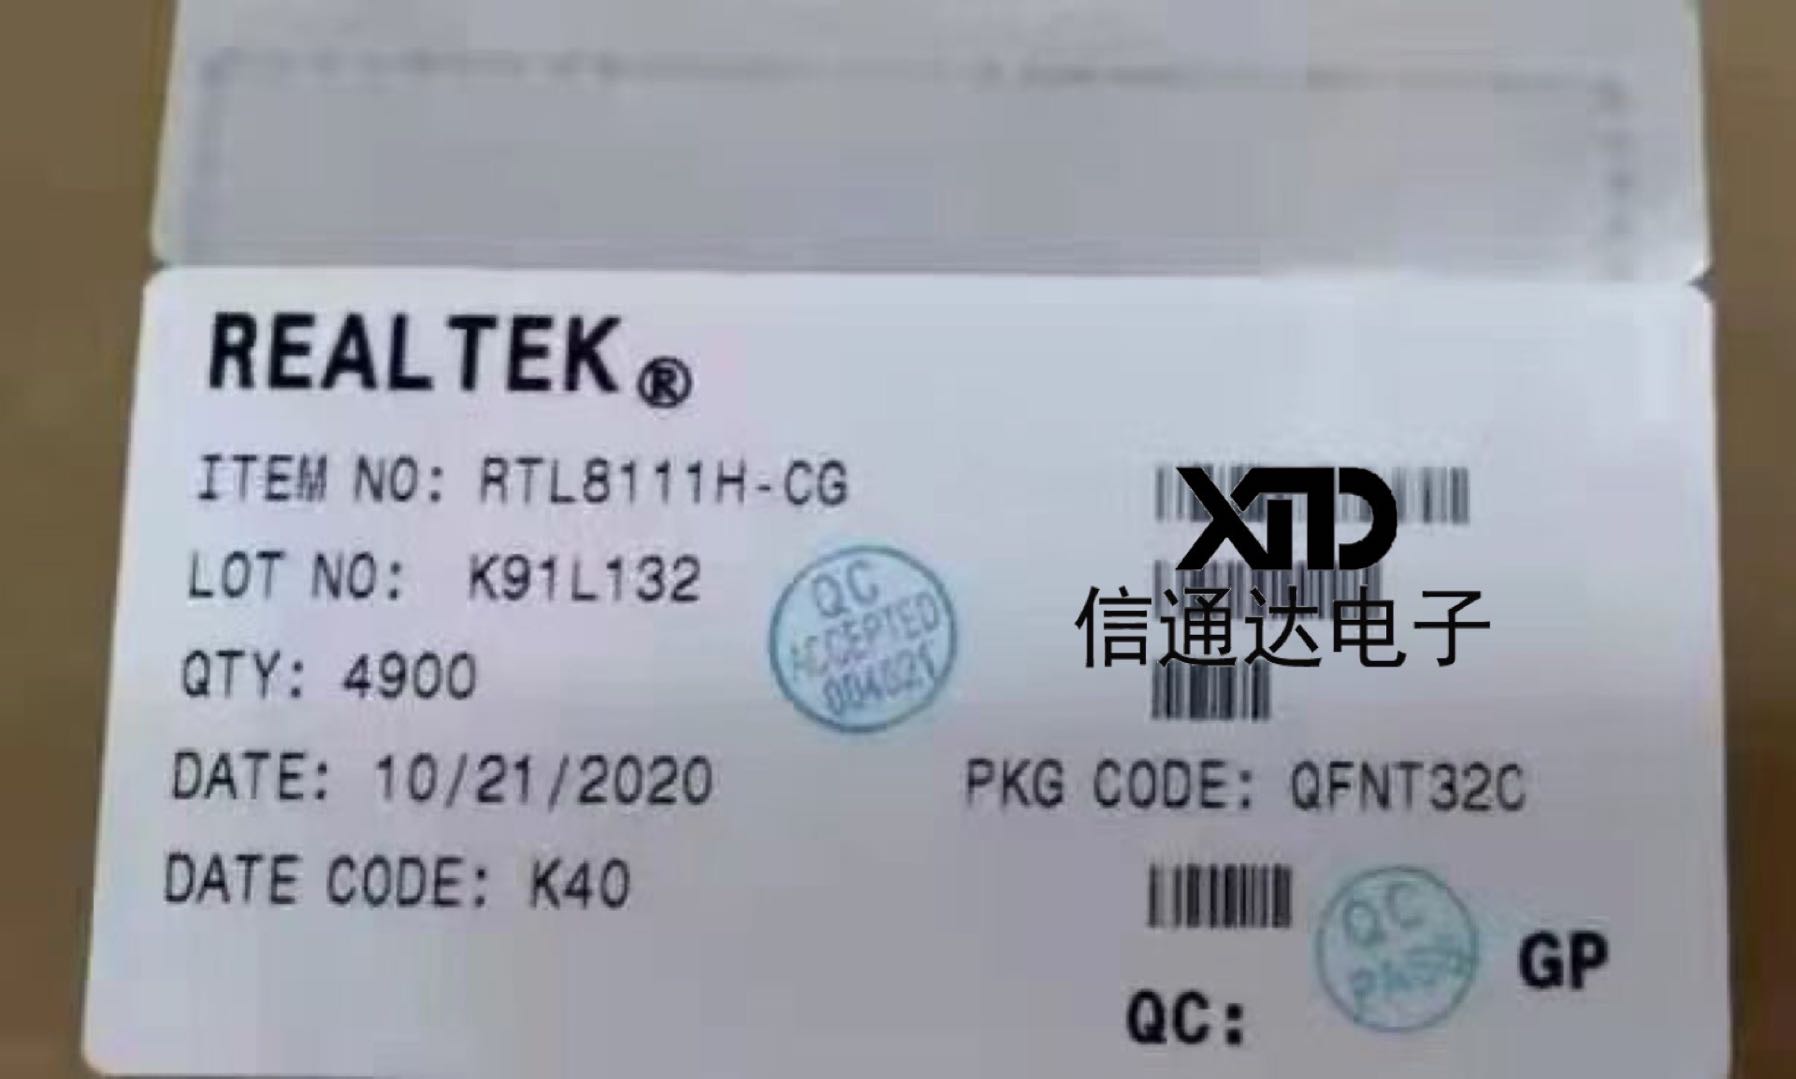 REALTEK®
ITEM NO: RTL8111H-CG
XTD
LOT NO: K91L132
信通达电子
QC
ACCEPTED
QTY: 4900
DATE: 10/21/2020
PKG CODE: QFNT32C
DATE CODE: K40
QC
PASS
GP
QC: